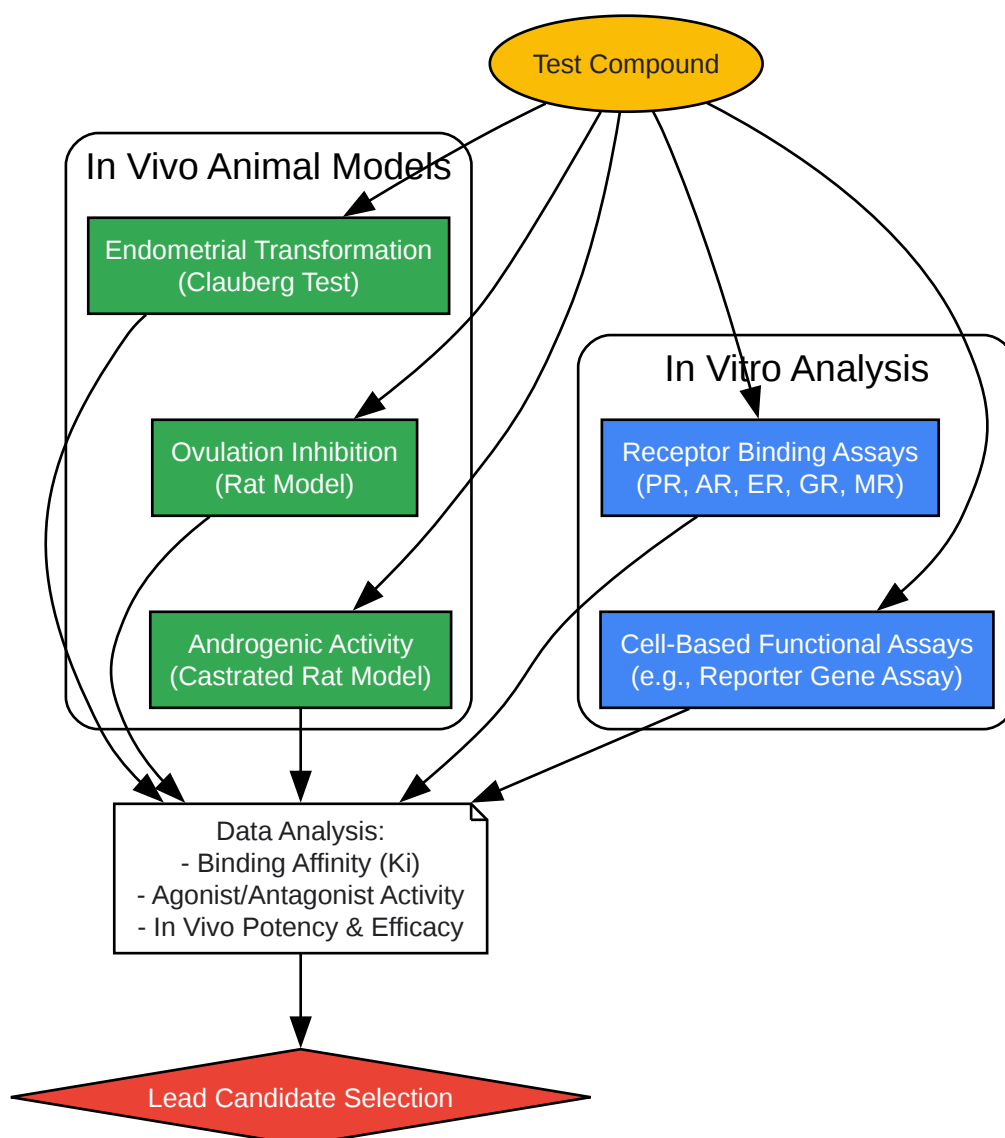 Test Compound
In Vivo Animal Models
Endometrial Transformation
(Clauberg Test)
Ovulation Inhibition
(Rat Model)
Androgenic Activity
(Castrated Rat Model)
In Vitro Analysis
Receptor Binding Assays
(PR, AR, ER, GR, MR)
Cell-Based Functional Assays
(e.g., Reporter Gene Assay)
Data Analysis:
- Binding Affinity (Ki)
- Agonist/Antagonist Activity
- In Vivo Potency & Efficacy
Lead Candidate Selection